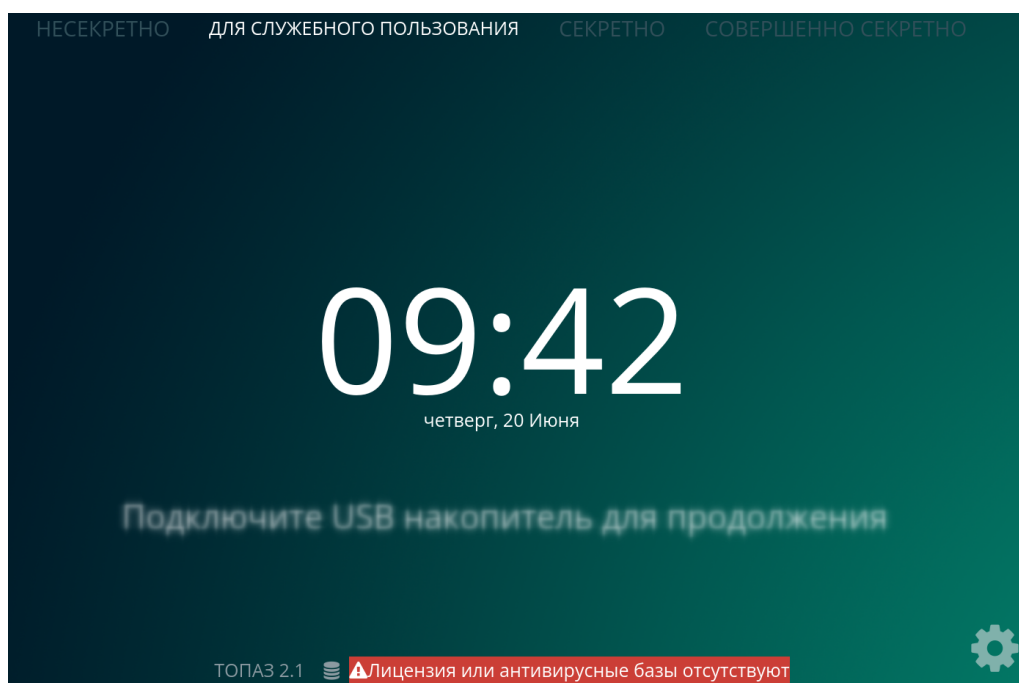 НЕСЕКРЕТНО ДЛЯ СЛУЖЕБНОГО ПОЛЬЗОВАНИЯ СЕКРЕТНО СОВЕРШЕННО СЕКРЕТНО
09:42
четверг, 20 Июня
Подключите USB накопитель для продолжения
ТОПАЗ 2.1 Лицензия или антивирусные базы отсутствуют